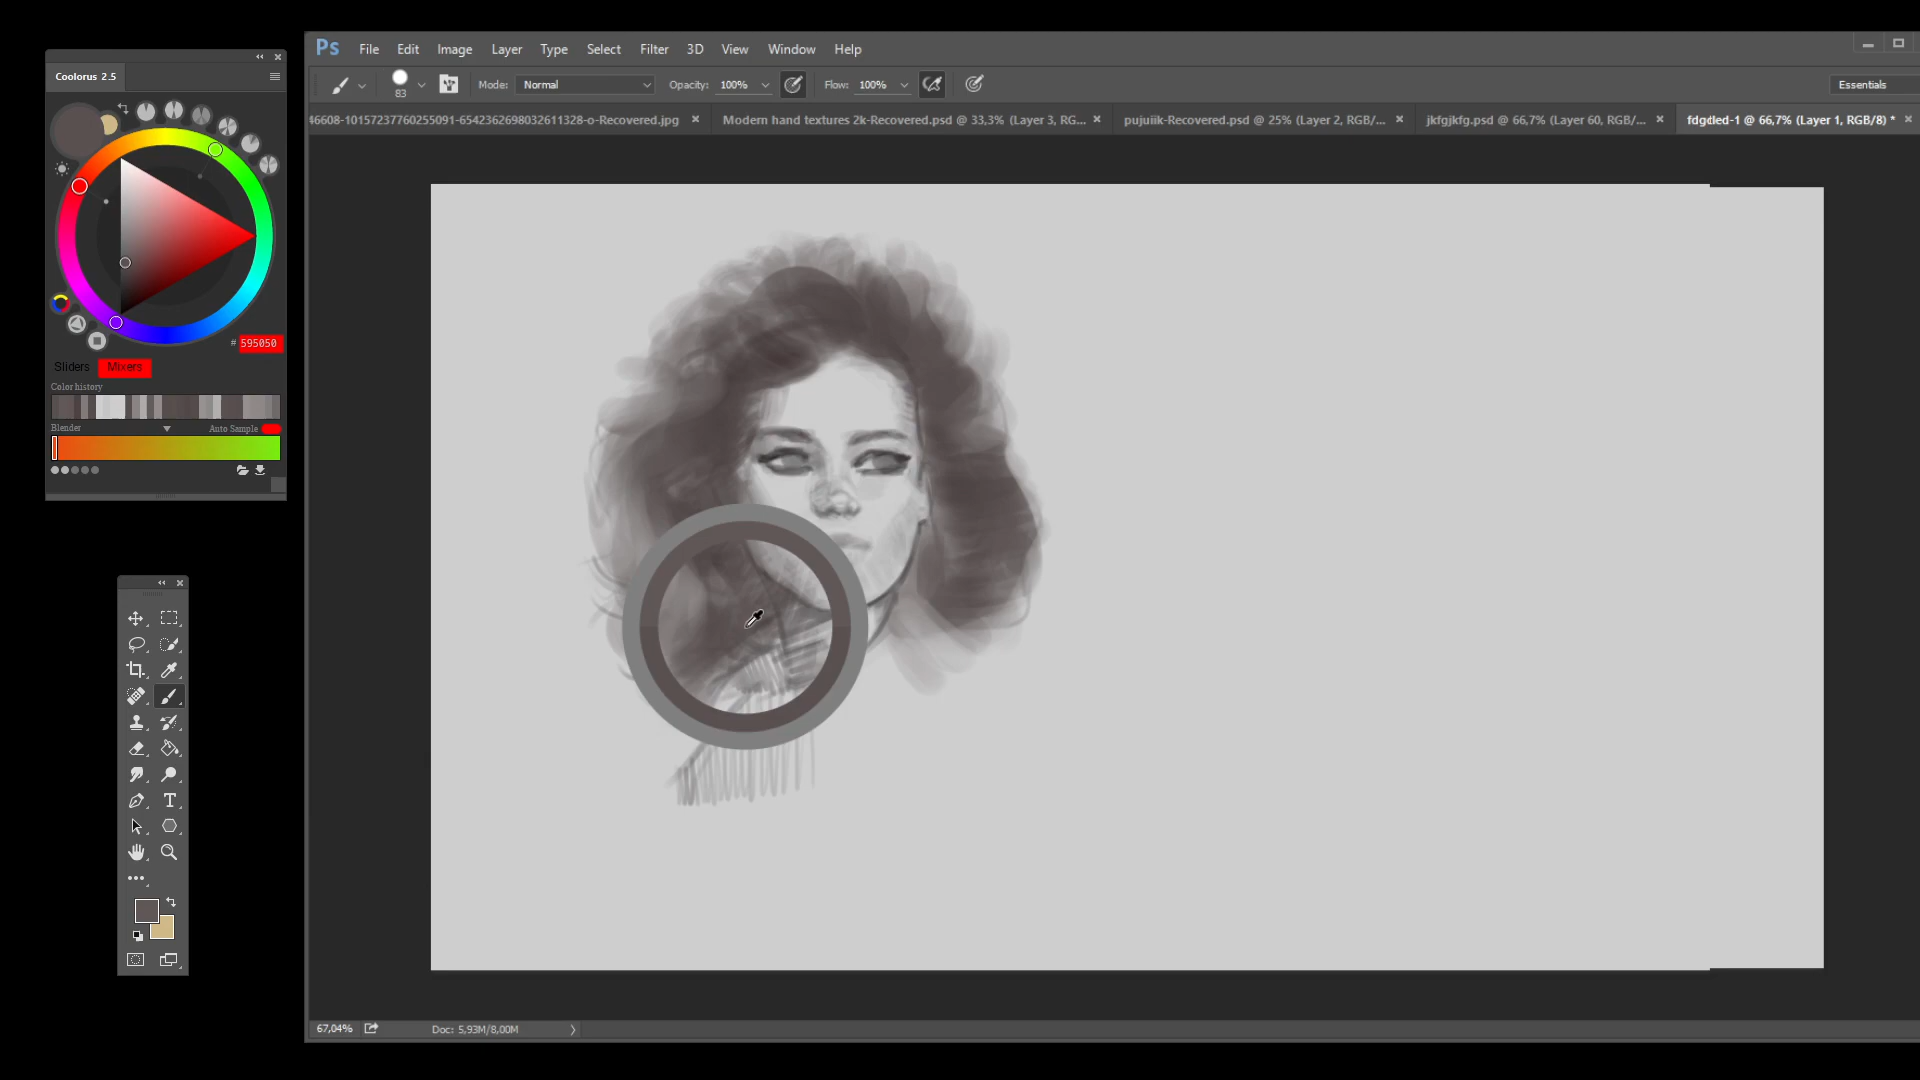 Coolorus 2.5
# 595050
Sliders Mixers
Color history
Blender Auto Sample
Ps File Edit Image Layer Type Select Filter 3D View Window Help
83 Mode: Normal Opacity: 100% Flow: 100% Essentials
46608-10157237760255091-6542362698032611328-o-Recovered.jpg Modern hand textures 2k-Recovered.psd @ 33,3% (Layer 3, RG... pujuiik-Recovered.psd @ 25% (Layer 2, RGB/... jkfgjkfg.psd @ 66,7% (Layer 60, RGB/... @ 66,7% (Layer 1, RGB/8) *
67,04% Doc: 5,93M/8,00M